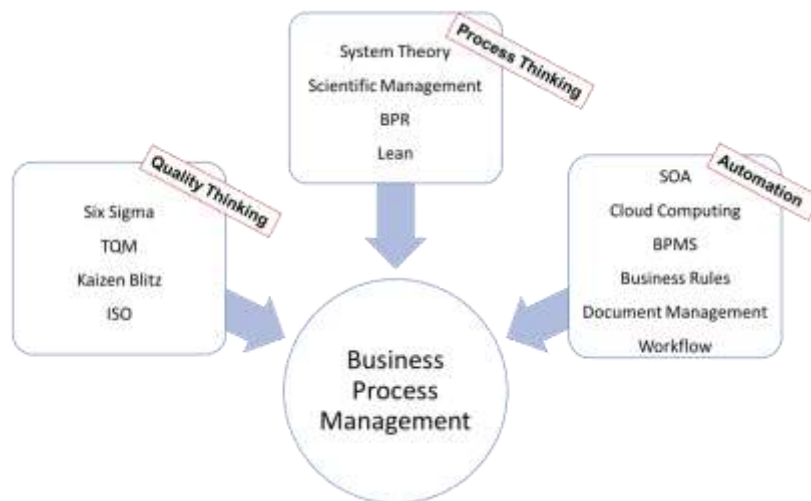 Process Thinking
System Theory
Scientific Management
BPR
Lean
Quality Thinking
Six Sigma
TQM
Kaizen Blitz
ISO
Automation
SOA
Cloud Computing
BPMS
Business Rules
Document Management
Workflow
Business
Process
Management